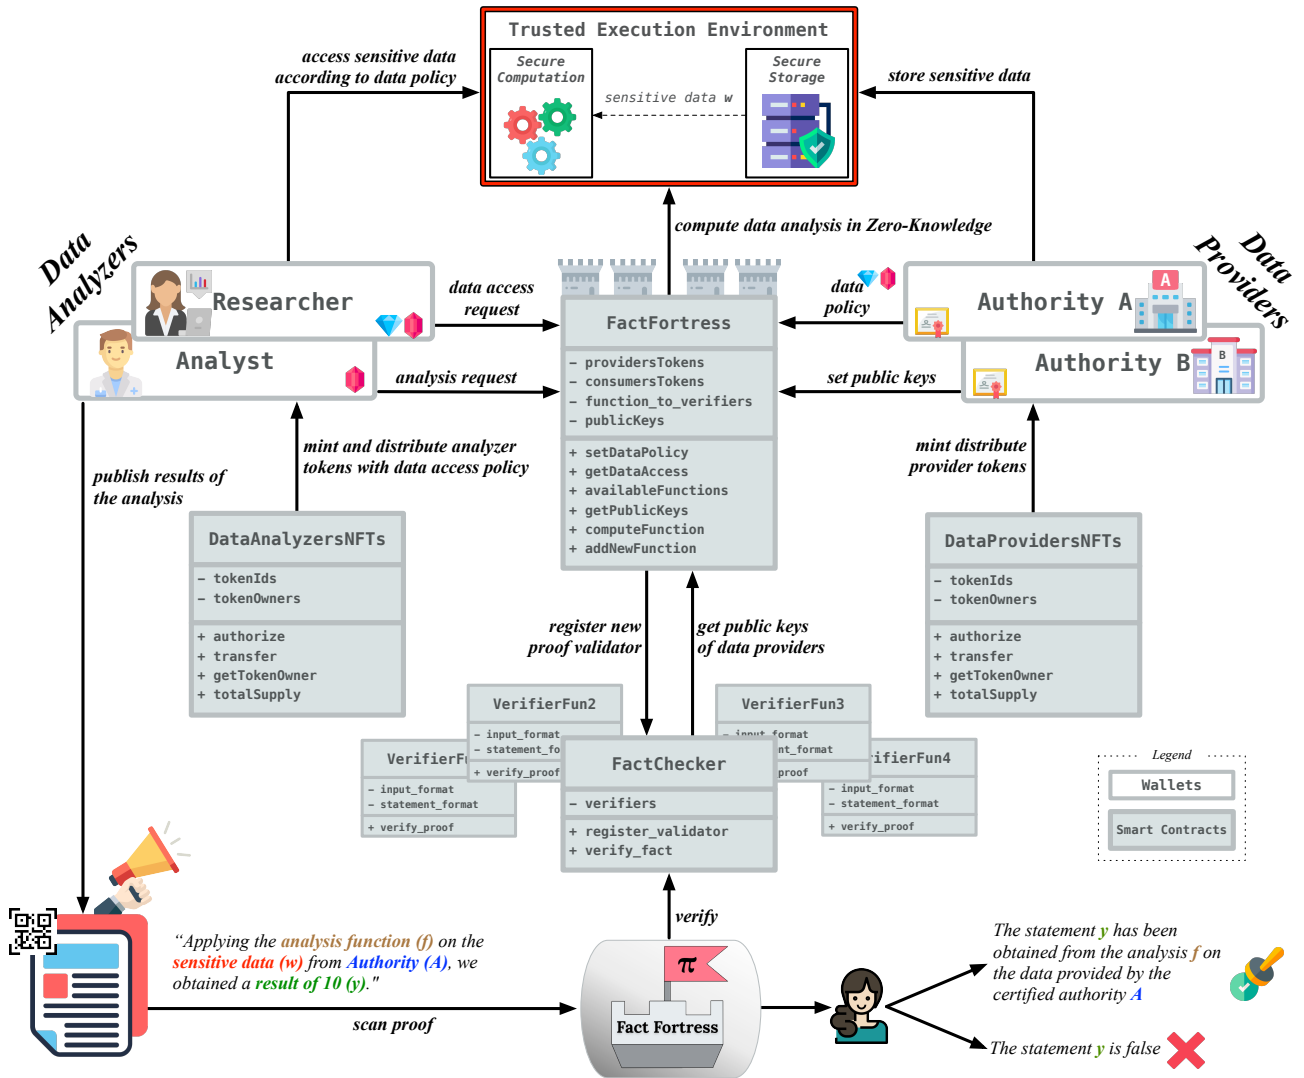 Trusted Execution Environment
Secure
Computation
sensitive data w
Secure
Storage
access sensitive data
according to data policy
store sensitive data
compute data analysis in Zero-Knowledge
Data
Analyzers
Data
Providers
Researcher
Analyst
data access
request
analysis request
data
policy
set public keys
Authority A
A
Authority B
B
FactFortress
– providersTokens
– consumersTokens
– function_to_verifiers
– publicKeys
+ setDataPolicy
+ getDataAccess
+ availableFunctions
+ getPublicKeys
+ computeFunction
+ addNewFunction
mint and distribute analyzer
tokens with data access policy
mint distribute
provider tokens
publish results of
the analysis
DataAnalyzersNFTs
– tokenIds
– tokenOwners
+ authorize
+ transfer
+ getTokenOwner
+ totalSupply
DataProvidersNFTs
– tokenIds
– tokenOwners
+ authorize
+ transfer
+ getTokenOwner
+ totalSupply
register new
proof validator
get public keys
of data providers
VerifierFun2
– input_format
– statement_fo
+ verify_proof
VerifierFun3
input_format
ent_format
oof
VerifierFu
– input_format
– statement_format
+ verify_proof
rifierFun4
– input_format
– statement_format
+ verify_proof
FactChecker
– verifiers
+ register_validator
+ verify_fact
Legend
Wallets
Smart Contracts
verify
“Applying the analysis function (f) on the
sensitive data (w) from Authority (A), we
obtained a result of 10 (y)."
scan proof
π
Fact Fortress
The statement y has been
obtained from the analysis f on
the data provided by the
certified authority A
The statement y is false